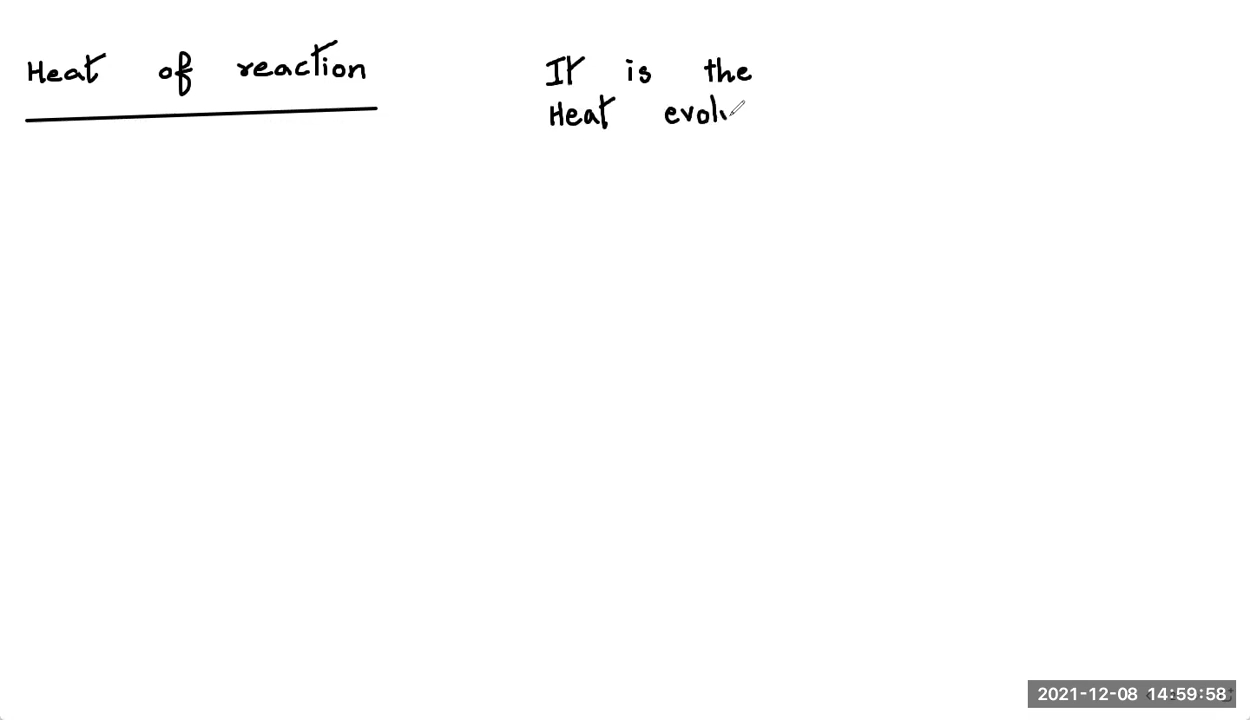 Heat of reaction
It is the
Heat evol
2021-12-08 14:59:58